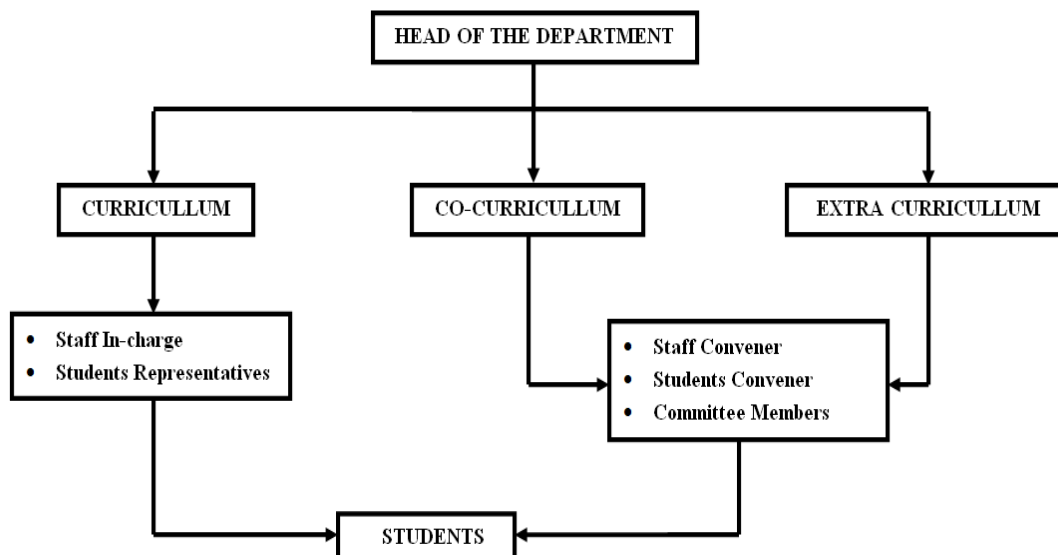 HEAD OF THE DEPARTMENT
CURRICULLUM
CO-CURRICULLUM
EXTRA CURRICULLUM
• Staff In-charge
• Students Representatives
• Staff Convener
• Students Convener
• Committee Members
STUDENTS